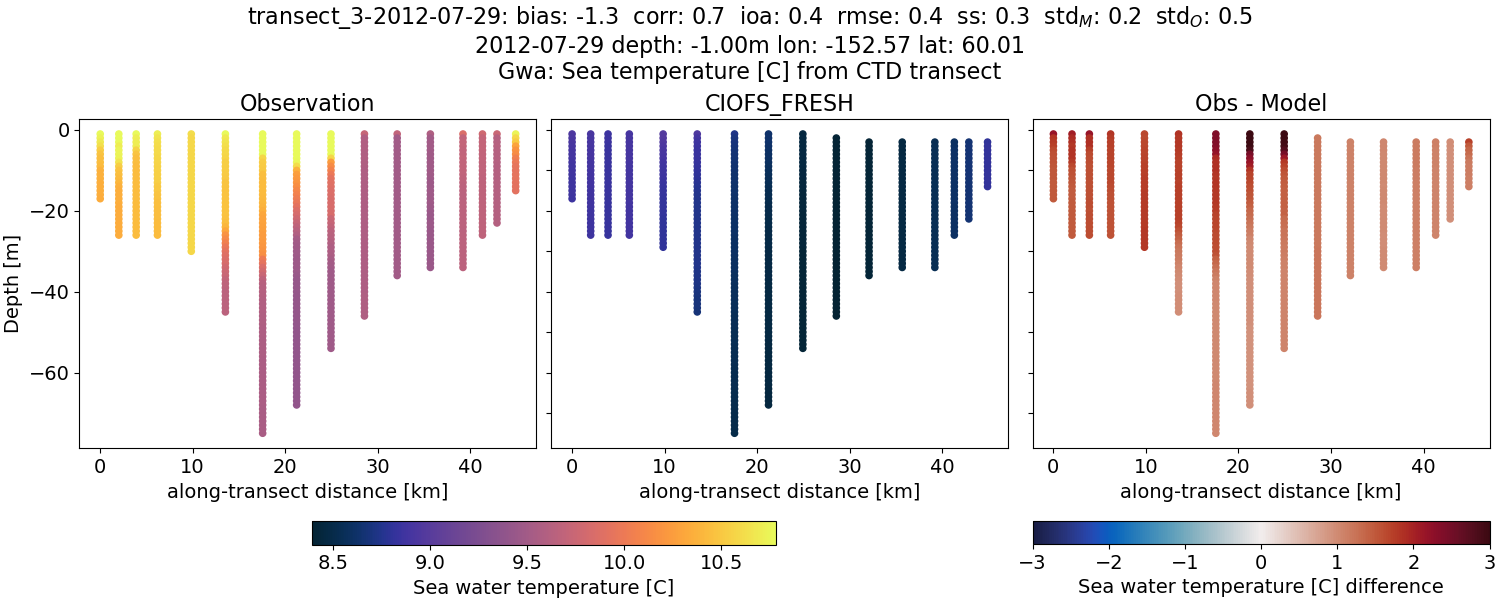 transect_3-2012-07-29: bias: -1.3  corr: 0.7  ioa: 0.4  rmse: 0.4  ss: 0.3  std_M: 0.2  std_O: 0.5
2012-07-29 depth: -1.00m lon: -152.57 lat: 60.01
Gwa: Sea temperature [C] from CTD transect
Observation
CIOFS_FRESH
Obs - Model
Depth [m]
0
−20
−40
−60
0 10 20 30 40
0 10 20 30 40
0 10 20 30 40
along-transect distance [km]
along-transect distance [km]
along-transect distance [km]
8.5 9.0 9.5 10.0 10.5
Sea water temperature [C]
−3 −2 −1 0 1 2 3
Sea water temperature [C] difference